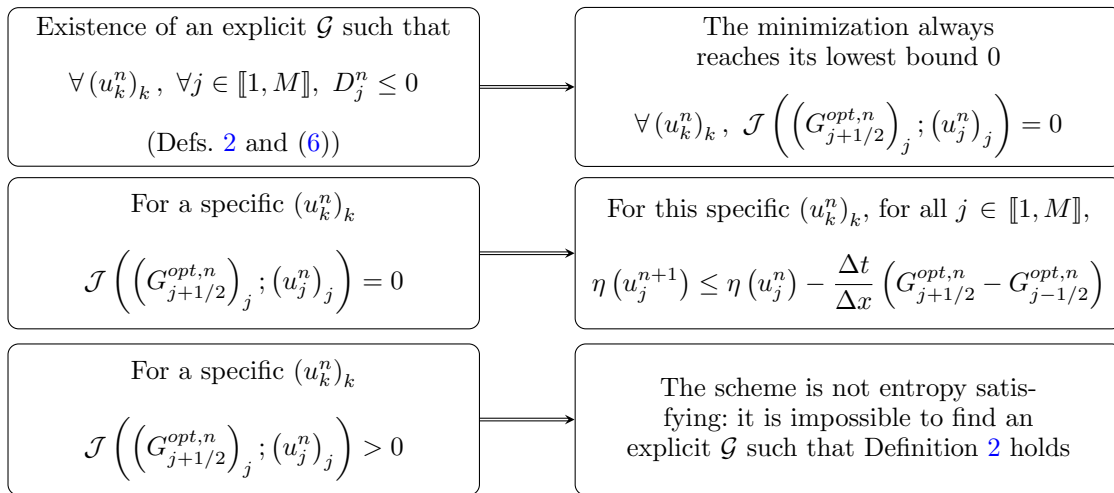 Existence of an explicit 𝒢 such that
∀ (u_k^n)_k , ∀j ∈ ⟦1, M⟧, D_j^n ≤ 0
(Defs. 2 and (6))
The minimization always
reaches its lowest bound 0
∀ (u_k^n)_k , 𝒥 ( (G_{j+1/2}^{opt,n})_j ; (u_j^n)_j ) = 0
For a specific (u_k^n)_k
𝒥 ( (G_{j+1/2}^{opt,n})_j ; (u_j^n)_j ) = 0
For this specific (u_k^n)_k, for all j ∈ ⟦1, M⟧,
η (u_j^{n+1}) ≤ η (u_j^n) − Δt/Δx (G_{j+1/2}^{opt,n} − G_{j−1/2}^{opt,n})
For a specific (u_k^n)_k
𝒥 ( (G_{j+1/2}^{opt,n})_j ; (u_j^n)_j ) > 0
The scheme is not entropy satis-
fying: it is impossible to find an
explicit 𝒢 such that Definition 2 holds